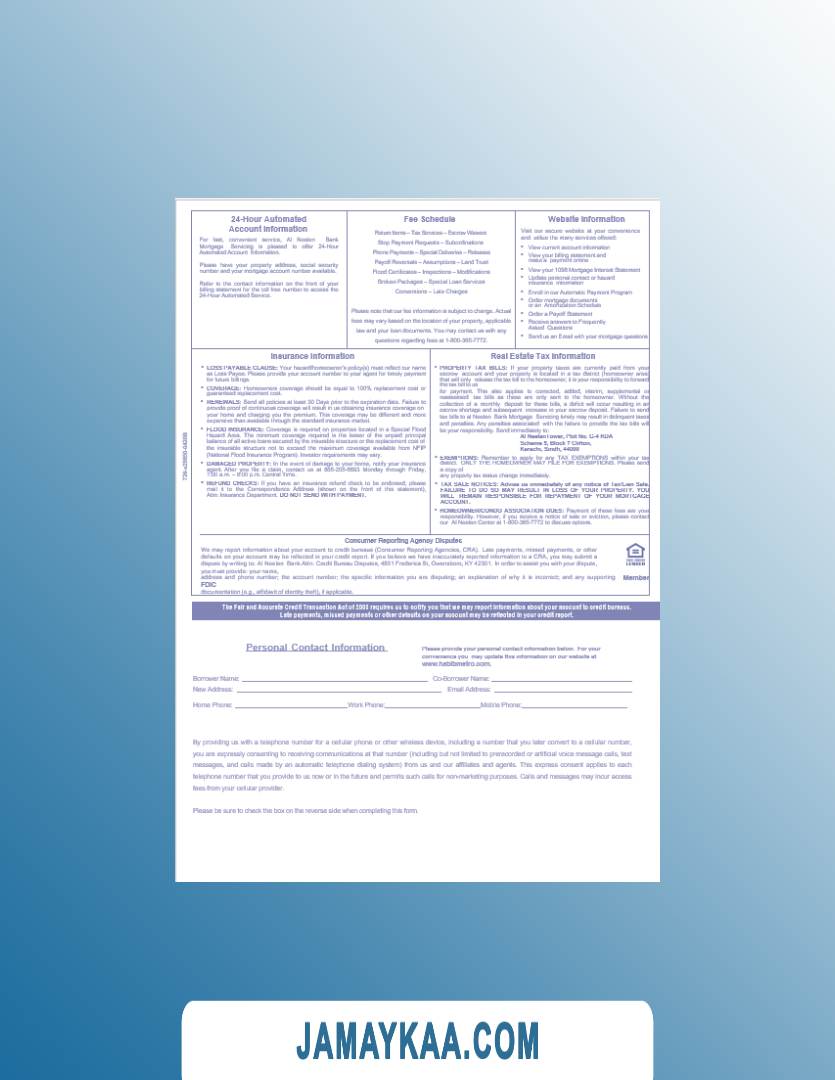 24-Hour Automated
Account Information
For fast, convenient service, Al Neelen Bank
Mortgage Servicing is pleased to offer 24-Hour
Automated Account Information.
Please have your property address, social security
number and your mortgage account number available.
Refer to the contact information on the front of your
billing statement for the toll free number to access the
24-Hour Automated Service.
Fee Schedule
Return Items – Tax Services – Escrow Waivers
Stop Payment Requests – Subordinations
Phone Payments – Special Deliveries – Releases
Payoff Reversals – Assumptions – Land Trust
Flood Certificates – Inspections – Modifications
Broken Packages – Special Loan Services
Conversions – Late Charges
Please note that our fee information is subject to change. Actual
fees may vary based on the location of your property, applicable
law and your loan documents. You may contact us with any
questions regarding fees at 1-800-365-7772.
Website Information
Visit our secure website at your convenience
and utilize the many services offered:
* View current account information
* View your billing statement and
make a payment online
* View your 1098 Mortgage Interest Statement
* Update personal contact or hazard
insurance information
* Enroll in our Automatic Payment Program
* Order mortgage documents
or an Amortization Schedule
* Order a Payoff Statement
* Receive answers to Frequently
Asked Questions
* Send us an Email with your mortgage questions
Insurance Information
* LOSS PAYABLE CLAUSE: Your hazard/homeowner's policy(s) must reflect our name
as Loss Payee. Please provide your account number to your agent for timely payment
for future billings.
* COVERAGE: Homeowners coverage should be equal to 100% replacement cost or
guaranteed replacement cost.
* RENEWALS: Send all policies at least 30 Days prior to the expiration date. Failure to
provide proof of continuous coverage will result in us obtaining insurance coverage on
your home and charging you the premium. This coverage may be different and more
expensive than available through the standard insurance market.
* FLOOD INSURANCE: Coverage is required on properties located in a Special Flood
Hazard Area. The minimum coverage required is the lesser of the unpaid principal
balance of all active loans secured by the insurable structure or the replacement cost of
the insurable structure not to exceed the maximum coverage available from NFIP
(National Flood Insurance Program). Investor requirements may vary.
* DAMAGED PROPERTY: In the event of damage to your home, notify your insurance
agent. After you file a claim, contact us at Monday through Friday,
7:30 a.m. – 8:00 p.m. Central Time.
* REFUND CHECKS: If you have an insurance refund check to be endorsed, please
mail it to the Correspondence Address (shown on the front of this statement),
Attn: Insurance Department. DO NOT SEND WITH PAYMENT.
Real Estate Tax Information
* PROPERTY TAX BILLS: If your property taxes are currently paid from your
escrow account and your property is located in a tax district (homeowner area)
that will only release the tax bill to the homeowner, it is your responsibility to forward
the tax bill to us
for payment. This also applies to corrected, added, interim, supplemental or
reassessed tax bills as these are only sent to the homeowner. Without the
collection of a monthly deposit for these bills, a deficit will occur resulting in an
escrow shortage and subsequent increase in your escrow deposit. Failure to send
tax bills to Al Neelen Bank Mortgage Servicing timely may result in delinquent taxes
and penalties. Any penalties associated with the failure to provide the tax bills will
be your responsibility. Send immediately to:
Al Neelen tower, Plot No. G-4 KDA
Scheme 5, Block 7 Clifton,
Karachi, Sindh, 44000
* EXEMPTIONS: Remember to apply for any TAX EXEMPTIONS within your tax
district. ONLY THE HOMEOWNER MAY FILE FOR EXEMPTIONS. Please send
a copy of
any property tax status change immediately.
* TAX SALE NOTICES: Advise us immediately of any notice of Tax/Lien Sale.
FAILURE TO DO SO MAY RESULT IN LOSS OF YOUR PROPERTY. YOU
WILL REMAIN RESPONSIBLE FOR REPAYMENT OF YOUR MORTGAGE
ACCOUNT.
* HOMEOWNER/CONDO ASSOCIATION DUES: Payment of these fees are your
responsibility. However, if you receive a notice of sale or eviction, please contact
our Al Neelen Center at 1-800-365-7772 to discuss options.
Consumer Reporting Agency Disputes
We may report information about your account to credit bureaus (Consumer Reporting Agencies, CRA). Late payments, missed payments, or other
defaults on your account may be reflected in your credit report. If you believe we have inaccurately reported information to a CRA, you may submit a
dispute by writing to: Al Neelen Bank Attn: Credit Bureau Disputes, 4801 Frederica St, Owensboro, KY 42301. In order to assist you with your dispute,
you must provide: your name,
address and phone number; the account number; the specific information you are disputing; an explanation of why it is incorrect; and any supporting Member
FDIC
documentation (e.g., affidavit of identity theft), if applicable.
LENDER
The Fair and Accurate Credit Transaction Act of 2003 requires us to notify you that we may report information about your account to credit bureaus.
Late payments, missed payments or other defaults on your account may be reflected in your credit report.
Personal Contact Information
Please provide your personal contact information below. For your
convenience you may update this information on our website at
www.habibmetro.com.
Borrower Name: Co-Borrower Name:
New Address: Email Address:
Home Phone: Work Phone: Mobile Phone:
By providing us with a telephone number for a cellular phone or other wireless device, including a number that you later convert to a cellular number,
you are expressly consenting to receiving communications at that number (including but not limited to prerecorded or artificial voice message calls, text
messages, and calls made by an automatic telephone dialing system) from us and our affiliates and agents. This express consent applies to each
telephone number that you provide to us now or in the future and permits such calls for non-marketing purposes. Calls and messages may incur access
fees from your cellular provider.
Please be sure to check the box on the reverse side when completing this form.
JAMAYKAA.COM